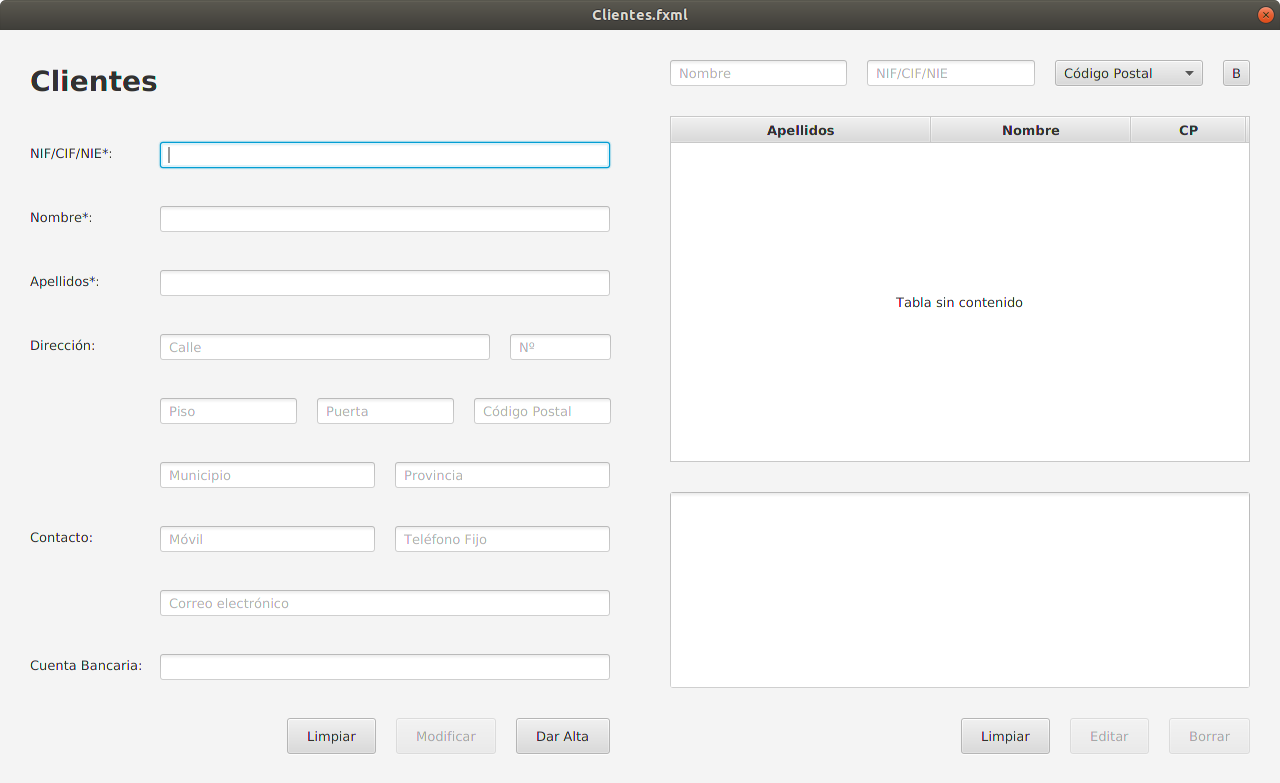 Clientes.fxml
Clientes
NIF/CIF/NIE*:
Nombre*:
Apellidos*:
Dirección:
Calle
Nº
Piso
Puerta
Código Postal
Municipio
Provincia
Contacto:
Móvil
Teléfono Fijo
Correo electrónico
Cuenta Bancaria:
Limpiar
Modificar
Dar Alta
Nombre
NIF/CIF/NIE
Código Postal
B
Apellidos
Nombre
CP
Tabla sin contenido
Limpiar
Editar
Borrar